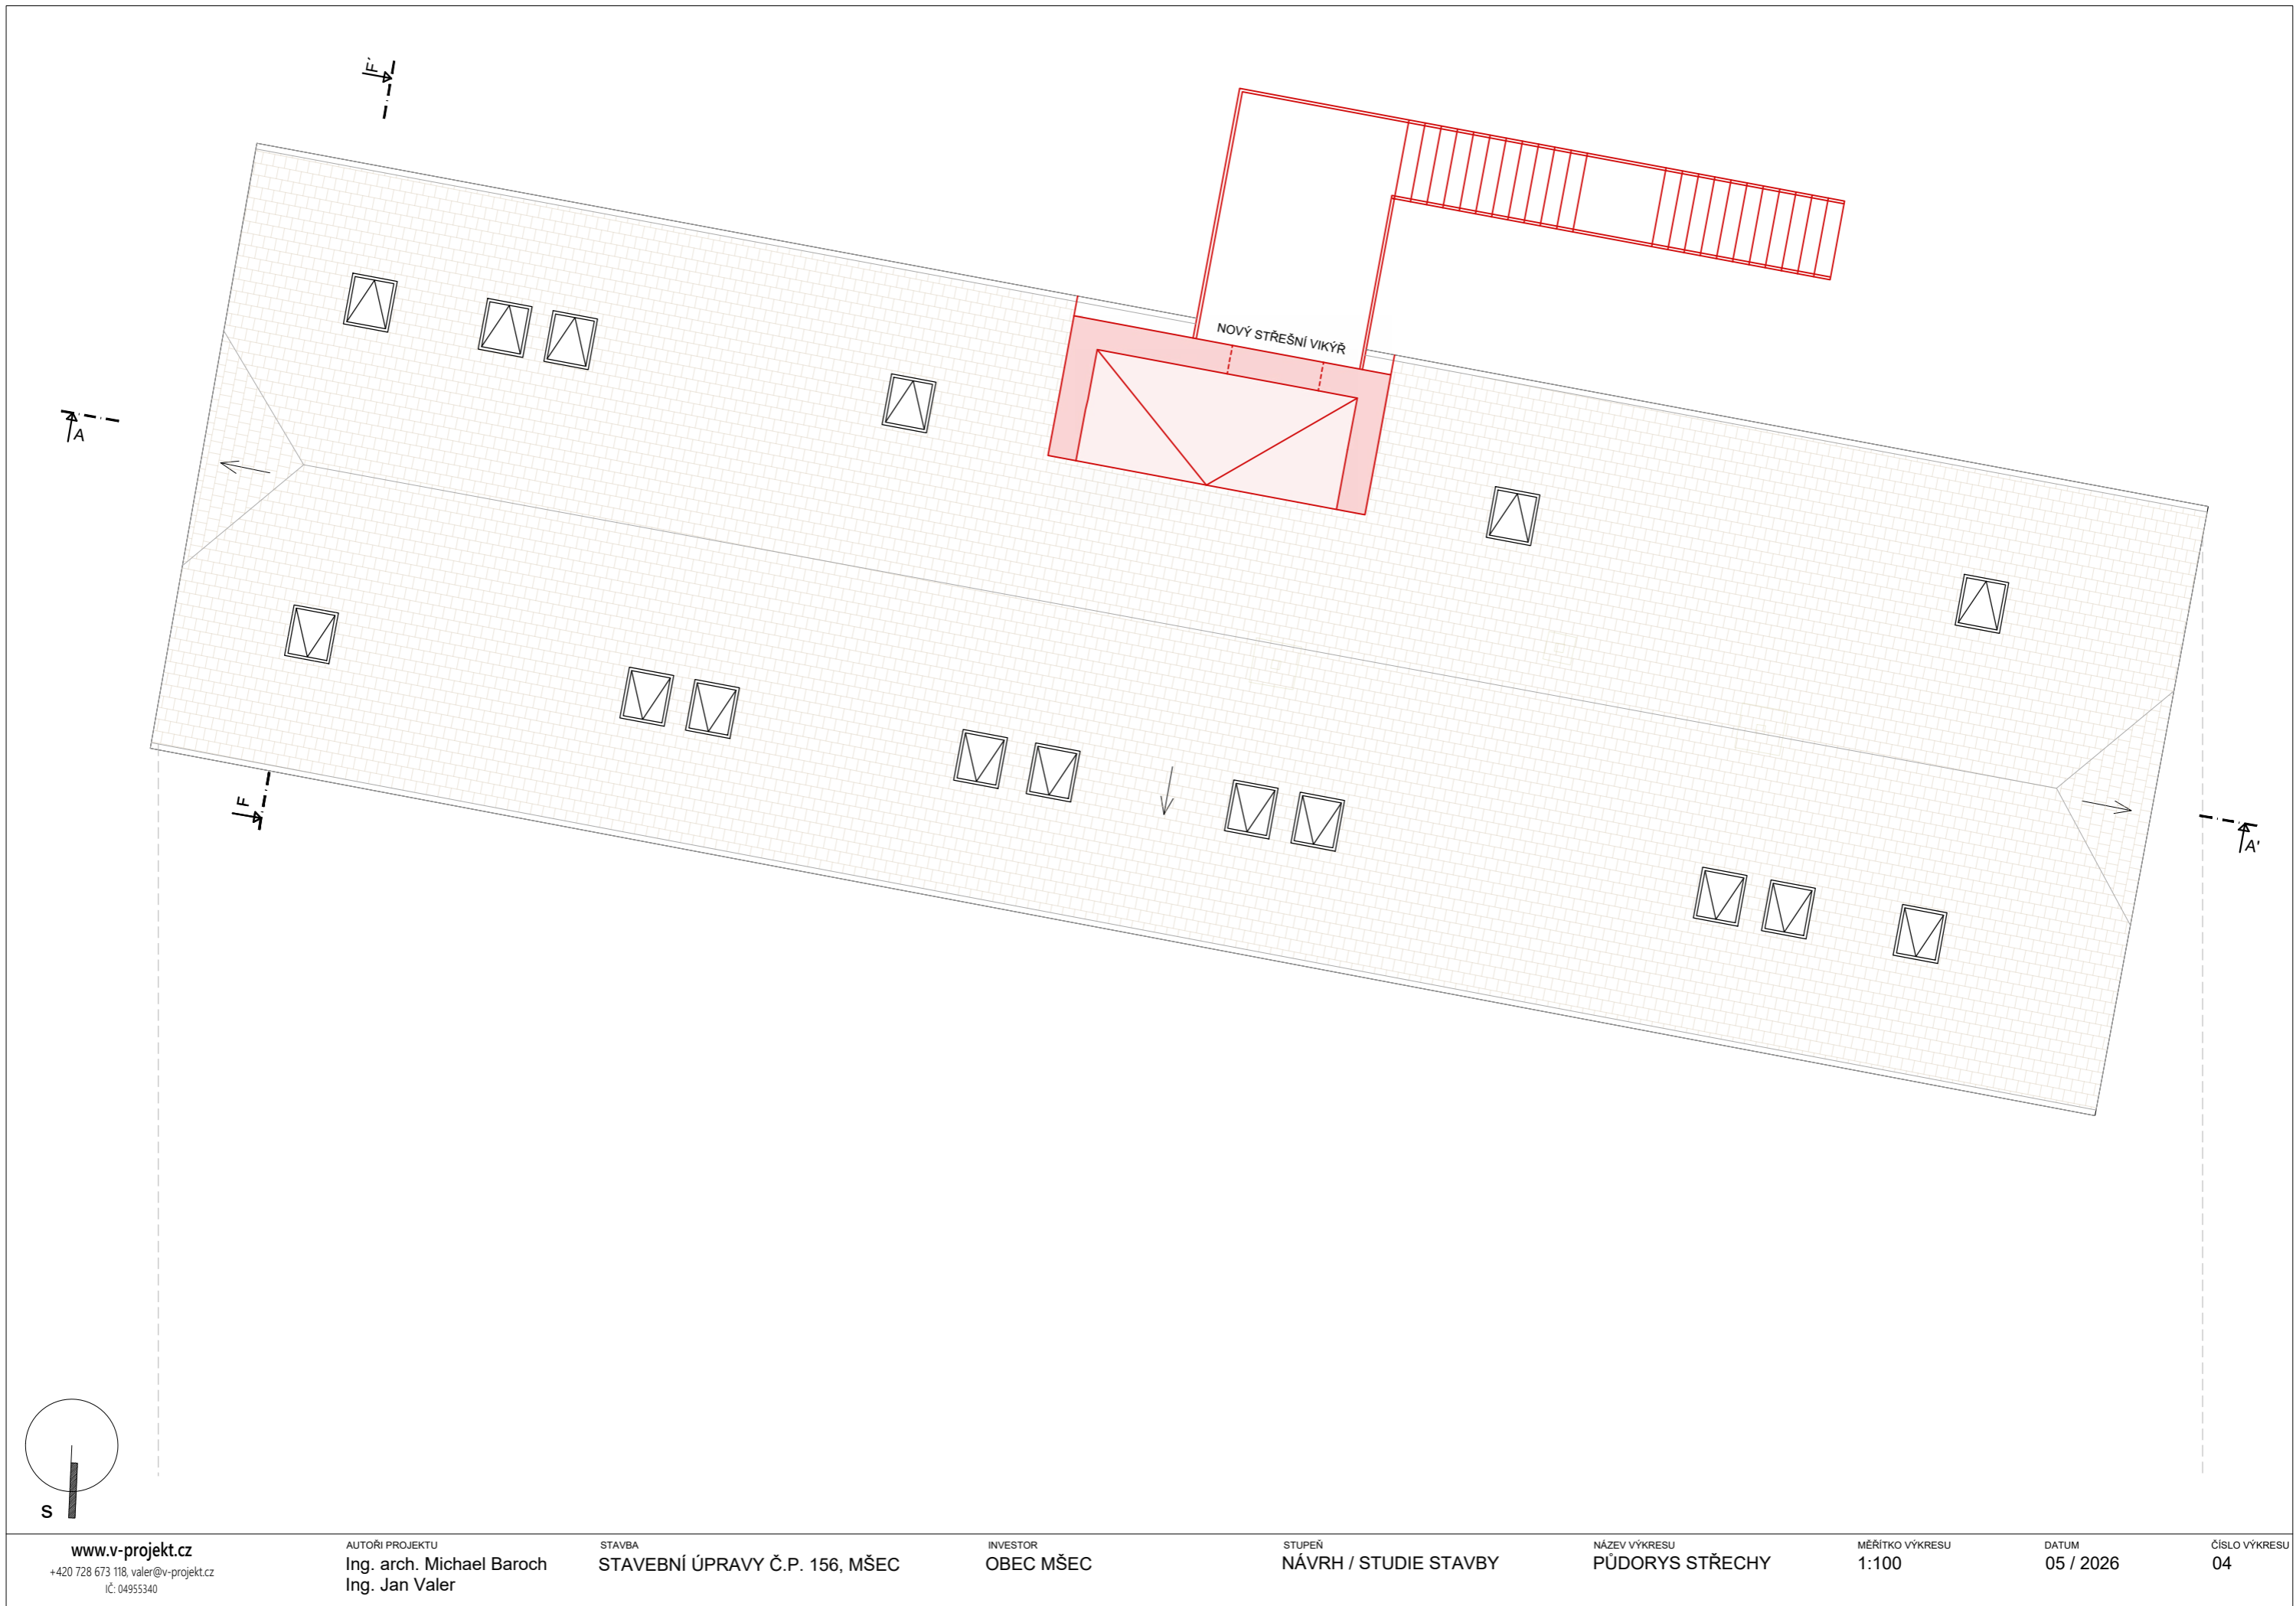 F'
NOVÝ STŘEŠNÍ VIKÝŘ
A
F
A'
S
www.v-projekt.cz
+420 728 673 118, valer@v-projekt.cz
IČ: 04955340
AUTOŘI PROJEKTU
Ing. arch. Michael Baroch
Ing. Jan Valer
STAVBA
STAVEBNÍ ÚPRAVY Č.P. 156, MŠEC
INVESTOR
OBEC MŠEC
STUPEŇ
NÁVRH / STUDIE STAVBY
NÁZEV VÝKRESU
PŮDORYS STŘECHY
MĚŘÍTKO VÝKRESU
1:100
DATUM
05 / 2026
ČÍSLO VÝKRESU
04